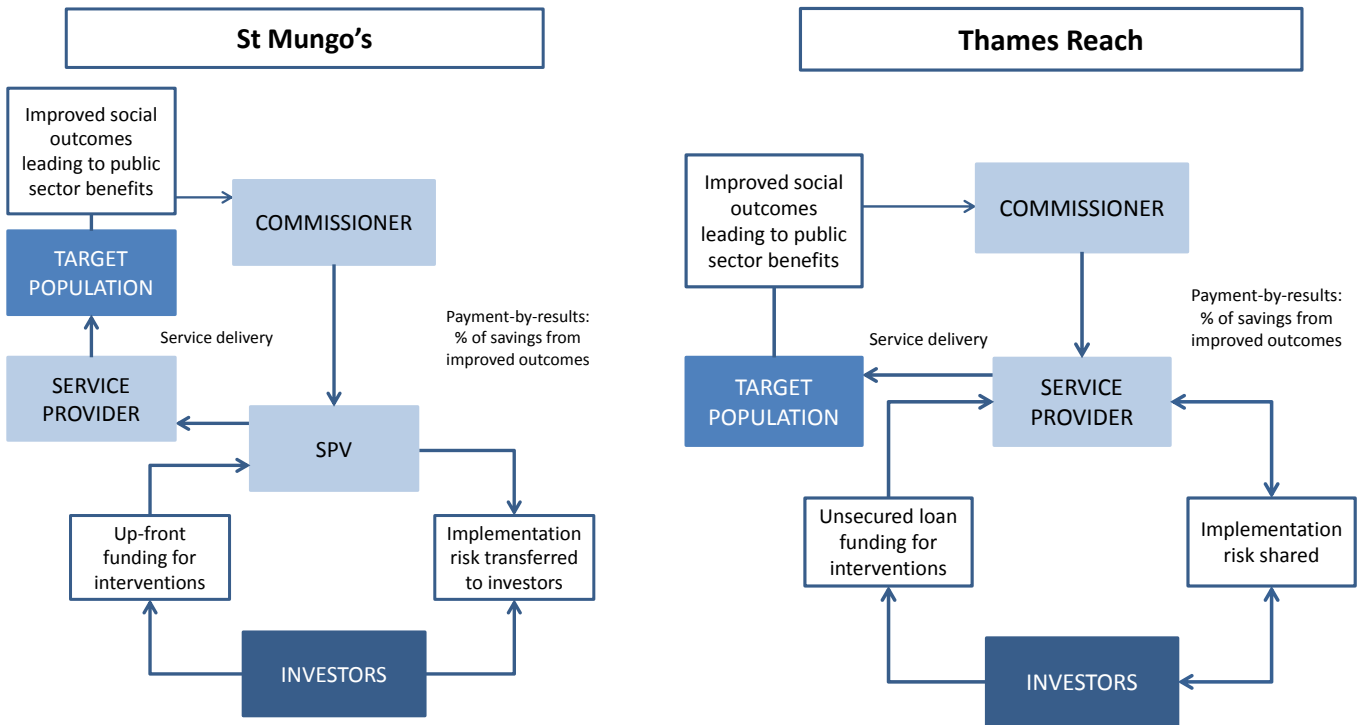 St Mungo's
Improved social
outcomes
leading to public
sector benefits
COMMISSIONER
TARGET
POPULATION
Service delivery
Payment-by-results:
% of savings from
improved outcomes
SERVICE
PROVIDER
SPV
Up-front
funding for
interventions
Implementation
risk transferred
to investors
INVESTORS
Thames Reach
Improved social
outcomes
leading to public
sector benefits
COMMISSIONER
Payment-by-results:
% of savings from
improved outcomes
Service delivery
TARGET
POPULATION
SERVICE
PROVIDER
Unsecured loan
funding for
interventions
Implementation
risk shared
INVESTORS